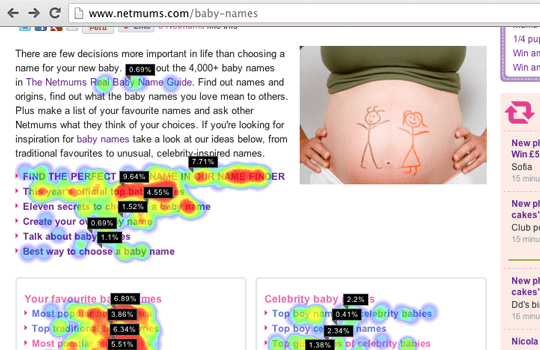 www.netmums.com/baby-names
There are few decisions more important in life than choosing a
name for your new baby. 0.69% out the 4,000+ baby names
in The Netmums Real Baby Name Guide. Find out names and
origins, find out what the baby names you love mean to others.
Plus make a list of your favourite names and ask other
Netmums what they think of your choices. If you're looking for
inspiration for baby names take a look at our ideas below, from
traditional favourites to unusual, celebrity-inspired names.
7.71%
FIND THE PERFECT 9.64% NAME IN OUR NAME FINDER
This year's official top ba 4.55%
Eleven secrets to ch 1.52% a baby name
Create your o 0.69% y name
Talk about baby 1.1% es
Best way to choose a baby name
Your favourite ba 6.89% mes
Most popular 3.86%
Top traditional 6.34%
Most popular 5.51%
Celebrity baby 2.2% s
Top boy nam 0.41% celebrity babies
Top boy ce 2.34% names
Top gi 1.38% celebrity babies
1/4 pu
Win an
Win an
New ph
Win £5
Sofia
15 minu
New ph
cakes'
Club pe
15 minu
New ph
cakes'
Dd's bi
15 minu
Nicola